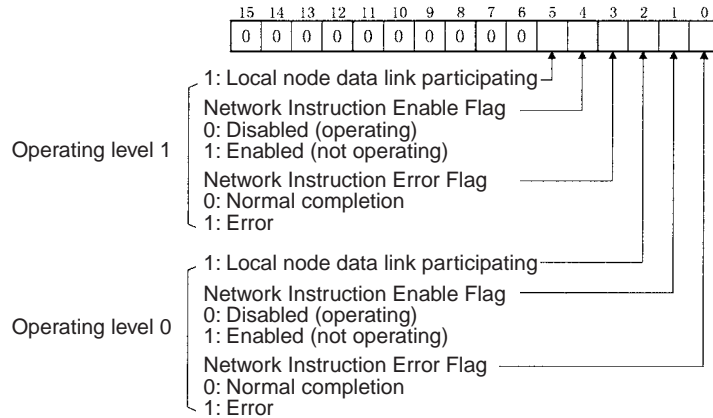 15 14 13 12 11 10 9 8 7 6 5 4 3 2 1 0
0 0 0 0 0 0 0 0 0 0
1: Local node data link participating
Network Instruction Enable Flag
0: Disabled (operating)
1: Enabled (not operating)
Operating level 1
Network Instruction Error Flag
0: Normal completion
1: Error
1: Local node data link participating
Network Instruction Enable Flag
0: Disabled (operating)
Operating level 0
1: Enabled (not operating)
Network Instruction Error Flag
0: Normal completion
1: Error